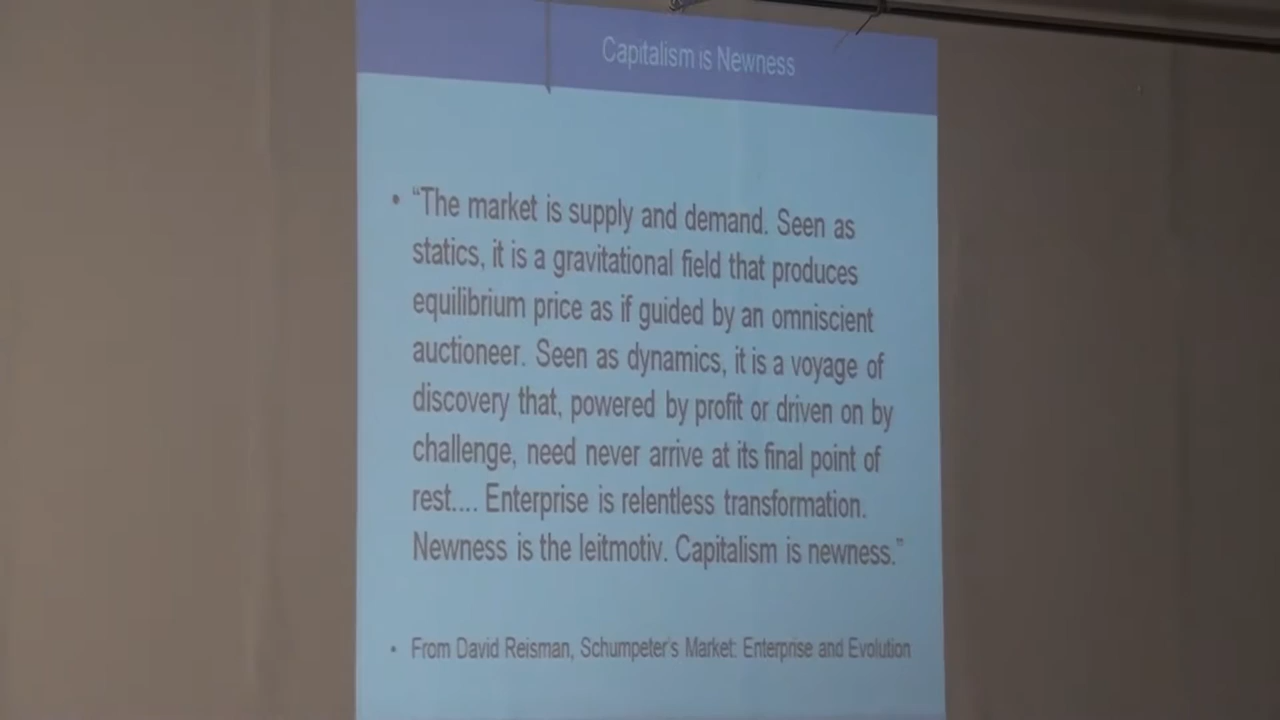 Capitalism is Newness
• “The market is supply and demand. Seen as
statics, it is a gravitational field that produces
equilibrium price as if guided by an omniscient
auctioneer. Seen as dynamics, it is a voyage of
discovery that, powered by profit or driven on by
challenge, need never arrive at its final point of
rest.... Enterprise is relentless transformation.
Newness is the leitmotiv. Capitalism is newness.”
• From David Reisman, Schumpeter's Market: Enterprise and Evolution